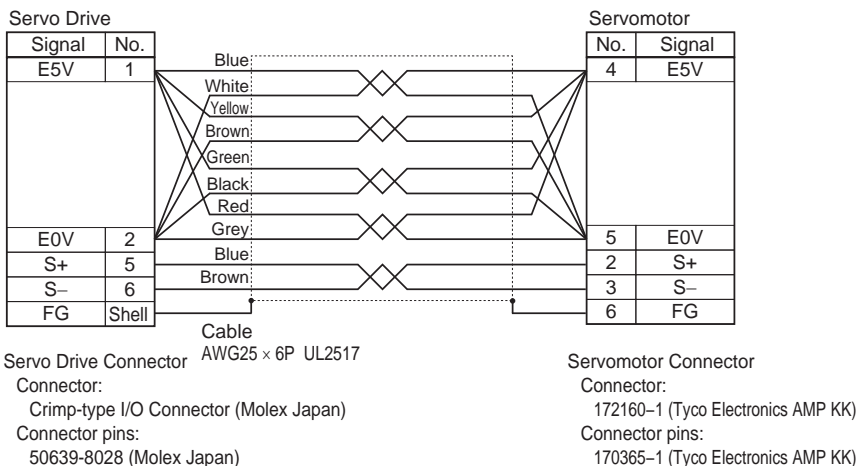 Servo Drive
Servomotor
Signal No.
No. Signal
E5V 1
4 E5V
Blue
White
Yellow
Brown
Green
Black
Red
Grey
E0V 2
5 E0V
Blue
S+ 5
2 S+
Brown
S− 6
3 S−
FG Shell
6 FG
Cable
AWG25 × 6P UL2517
Servo Drive Connector
Connector:
Crimp-type I/O Connector (Molex Japan)
Connector pins:
50639-8028 (Molex Japan)
Servomotor Connector
Connector:
172160−1 (Tyco Electronics AMP KK)
Connector pins:
170365−1 (Tyco Electronics AMP KK)